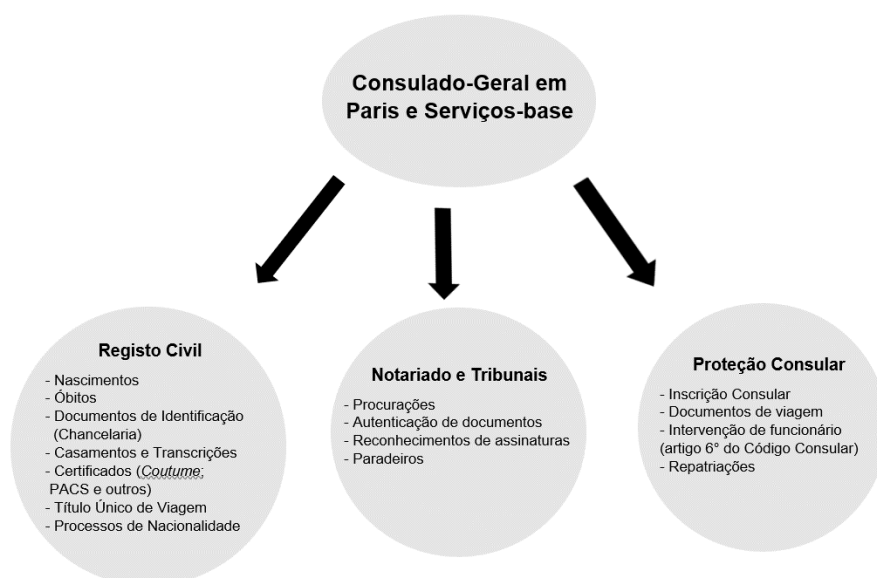 Consulado-Geral em
Paris e Serviços-base
Registo Civil
- Nascimentos
- Óbitos
- Documentos de Identificação
(Chancelaria)
- Casamentos e Transcrições
- Certificados (Coutume;
PACS e outros)
- Título Único de Viagem
- Processos de Nacionalidade
Notariado e Tribunais
- Procurações
- Autenticação de documentos
- Reconhecimentos de assinaturas
- Paradeiros
Proteção Consular
- Inscrição Consular
- Documentos de viagem
- Intervenção de funcionário
(artigo 6° do Código Consular)
- Repatriações